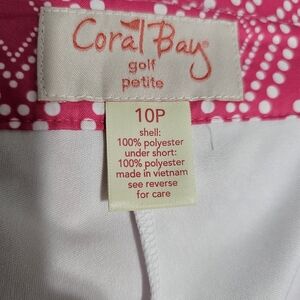 Coral Bay
golf
petite
10P
shell:
100% polyester
under short:
100% polyester
made in vietnam
see reverse
for care